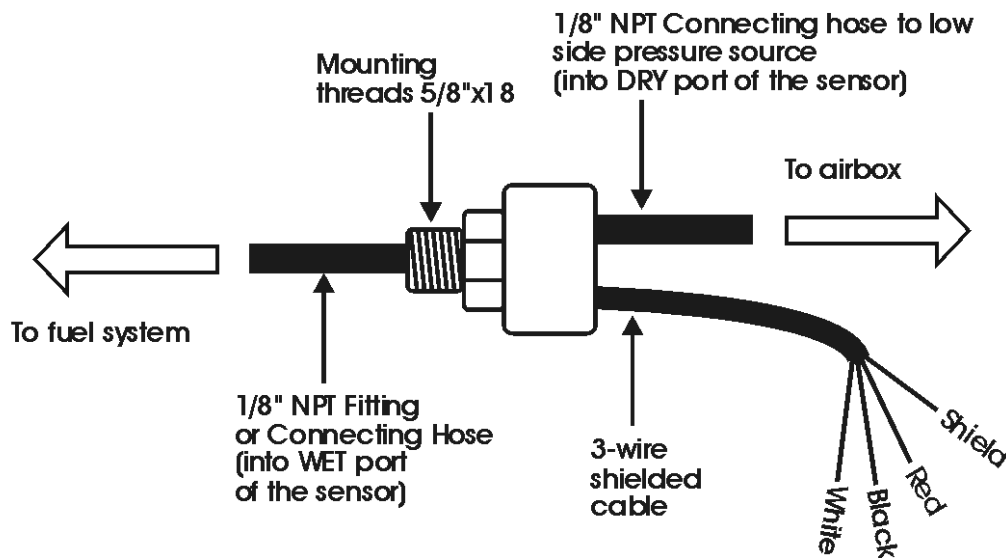 1/8" NPT Connecting hose to low
side pressure source
(into DRY port of the sensor)
Mounting
threads 5/8"x18
To airbox
To fuel system
1/8" NPT Fitting
or Connecting Hose
(into WET port
of the sensor)
3-wire
shielded
cable
White
Black
Red
Shield